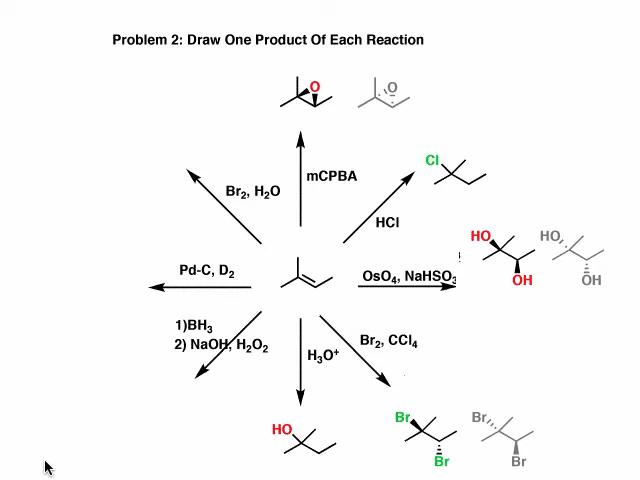 Problem 2: Draw One Product Of Each Reaction
O
O
mCPBA
Cl
Br₂, H₂O
HCl
HO
HO
Pd-C, D₂
OsO₄, NaHSO₃
OH
OH
1)BH₃
2) NaOH, H₂O₂
H₃O⁺
Br₂, CCl₄
HO
Br
Br
Br
Br